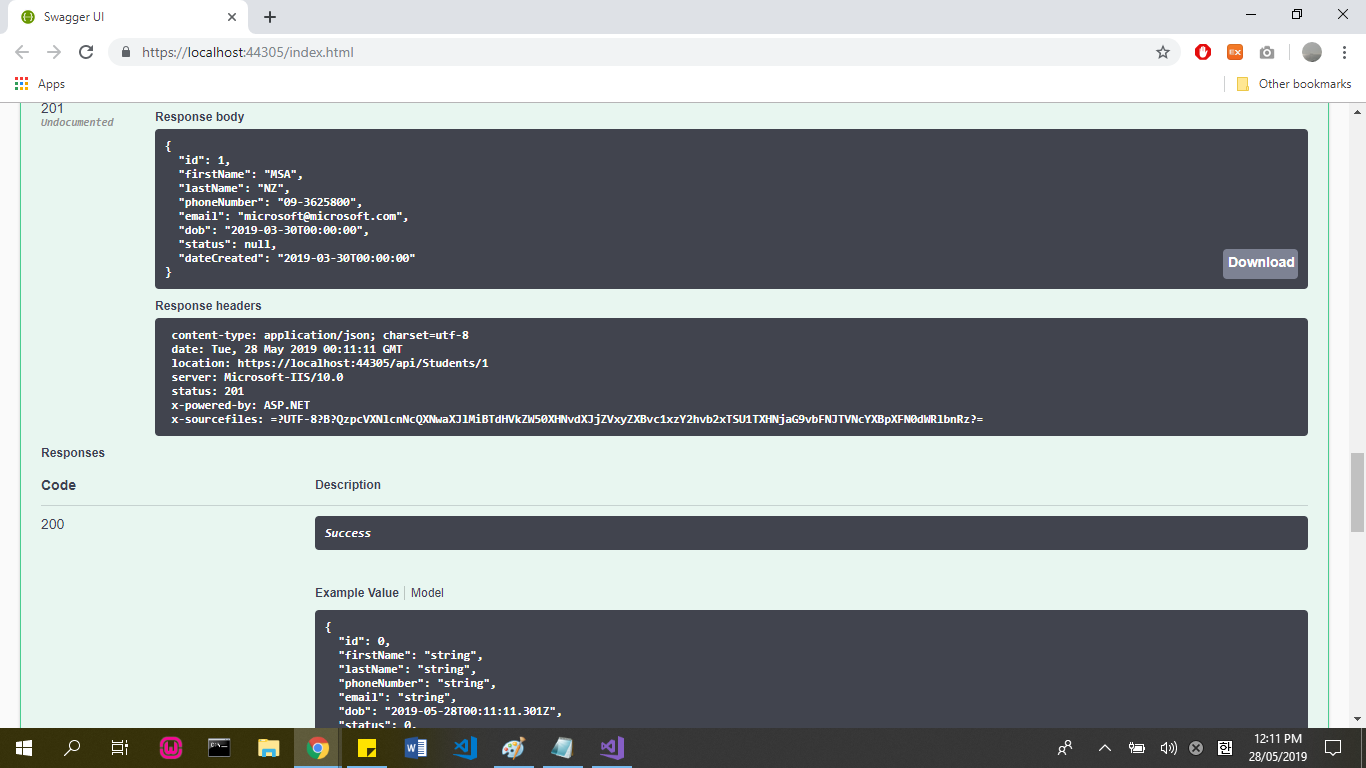 Swagger UI
https://localhost:44305/index.html
Apps
Other bookmarks
201
Undocumented
Response body
{
"id": 1,
"firstName": "MSA",
"lastName": "NZ",
"phoneNumber": "09-3625800",
"email": "microsoft@microsoft.com",
"dob": "2019-03-30T00:00:00",
"status": null,
"dateCreated": "2019-03-30T00:00:00"
}
Download
Response headers
content-type: application/json; charset=utf-8
date: Tue, 28 May 2019 00:11:11 GMT
location: https://localhost:44305/api/Students/1
server: Microsoft-IIS/10.0
status: 201
x-powered-by: ASP.NET
x-sourcefiles: =?UTF-8?B?QzpcVXNlcnNcQXNwaXJlMiBTdHVkZW50XHNvdXJjZVxyZXBvc1xzY2hvb2xTSU1TXHNjaG9vbFNJTVNcYXBpXFN0dWRlbnRz?=
Responses
Code
Description
200
Success
Example Value
Model
{
"id": 0,
"firstName": "string",
"lastName": "string",
"phoneNumber": "string",
"email": "string",
"dob": "2019-05-28T00:11:11.301Z",
"status": 0,
한
12:11 PM
28/05/2019